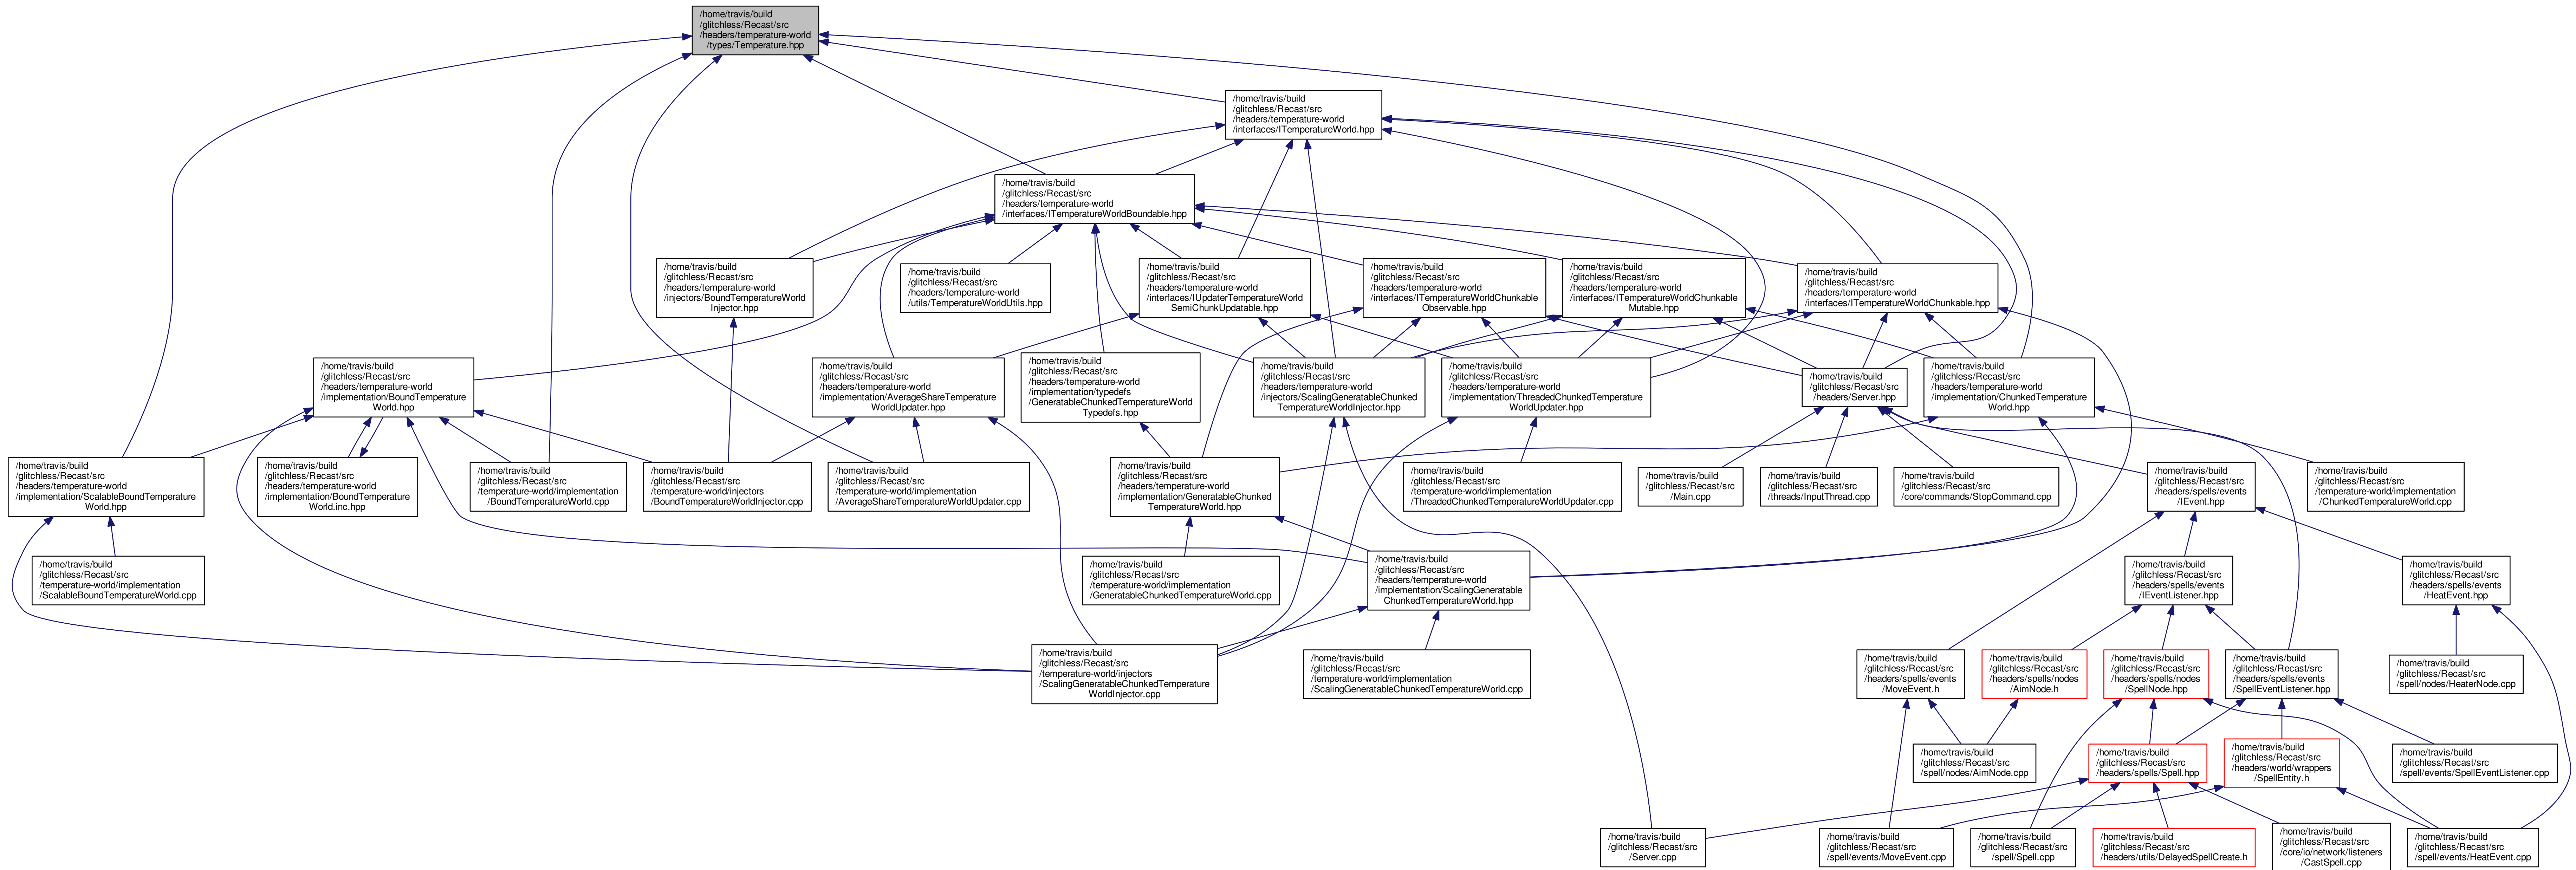 /home/travis/build
/glitchless/Recast/src
/headers/temperature-world
/types/Temperature.hpp
/home/travis/build
/glitchless/Recast/src
/headers/temperature-world
/interfaces/ITemperatureWorld.hpp
/home/travis/build
/glitchless/Recast/src
/headers/temperature-world
/interfaces/ITemperatureWorldBoundable.hpp
/home/travis/build
/glitchless/Recast/src
/headers/temperature-world
/injectors/BoundTemperatureWorld
Injector.hpp
/home/travis/build
/glitchless/Recast/src
/headers/temperature-world
/utils/TemperatureWorldUtils.hpp
/home/travis/build
/glitchless/Recast/src
/headers/temperature-world
/interfaces/IUpdaterTemperatureWorld
SemiChunkUpdatable.hpp
/home/travis/build
/glitchless/Recast/src
/headers/temperature-world
/interfaces/ITemperatureWorldChunkable
Observable.hpp
/home/travis/build
/glitchless/Recast/src
/headers/temperature-world
/interfaces/ITemperatureWorldChunkable
Mutable.hpp
/home/travis/build
/glitchless/Recast/src
/headers/temperature-world
/interfaces/ITemperatureWorldChunkable.hpp
/home/travis/build
/glitchless/Recast/src
/headers/temperature-world
/implementation/BoundTemperature
World.hpp
/home/travis/build
/glitchless/Recast/src
/headers/temperature-world
/implementation/AverageShareTemperature
WorldUpdater.hpp
/home/travis/build
/glitchless/Recast/src
/headers/temperature-world
/implementation/typedefs
/GeneratableChunkedTemperatureWorld
Typedefs.hpp
/home/travis/build
/glitchless/Recast/src
/headers/temperature-world
/injectors/ScalingGeneratableChunked
TemperatureWorldInjector.hpp
/home/travis/build
/glitchless/Recast/src
/headers/temperature-world
/implementation/ThreadedChunkedTemperature
WorldUpdater.hpp
/home/travis/build
/glitchless/Recast/src
/headers/Server.hpp
/home/travis/build
/glitchless/Recast/src
/headers/temperature-world
/implementation/ChunkedTemperature
World.hpp
/home/travis/build
/glitchless/Recast/src
/headers/temperature-world
/implementation/ScalableBoundTemperature
World.hpp
/home/travis/build
/glitchless/Recast/src
/headers/temperature-world
/implementation/BoundTemperature
World.inc.hpp
/home/travis/build
/glitchless/Recast/src
/temperature-world/implementation
/BoundTemperatureWorld.cpp
/home/travis/build
/glitchless/Recast/src
/temperature-world/injectors
/BoundTemperatureWorldInjector.cpp
/home/travis/build
/glitchless/Recast/src
/temperature-world/implementation
/AverageShareTemperatureWorldUpdater.cpp
/home/travis/build
/glitchless/Recast/src
/headers/temperature-world
/implementation/GeneratableChunked
TemperatureWorld.hpp
/home/travis/build
/glitchless/Recast/src
/temperature-world/implementation
/ThreadedChunkedTemperatureWorldUpdater.cpp
/home/travis/build
/glitchless/Recast/src
/Main.cpp
/home/travis/build
/glitchless/Recast/src
/threads/InputThread.cpp
/home/travis/build
/glitchless/Recast/src
/core/commands/StopCommand.cpp
/home/travis/build
/glitchless/Recast/src
/headers/spells/events
/IEvent.hpp
/home/travis/build
/glitchless/Recast/src
/temperature-world/implementation
/ChunkedTemperatureWorld.cpp
/home/travis/build
/glitchless/Recast/src
/temperature-world/implementation
/ScalableBoundTemperatureWorld.cpp
/home/travis/build
/glitchless/Recast/src
/temperature-world/implementation
/GeneratableChunkedTemperatureWorld.cpp
/home/travis/build
/glitchless/Recast/src
/headers/temperature-world
/implementation/ScalingGeneratable
ChunkedTemperatureWorld.hpp
/home/travis/build
/glitchless/Recast/src
/headers/spells/events
/IEventListener.hpp
/home/travis/build
/glitchless/Recast/src
/headers/spells/events
/HeatEvent.hpp
/home/travis/build
/glitchless/Recast/src
/temperature-world/injectors
/ScalingGeneratableChunkedTemperature
WorldInjector.cpp
/home/travis/build
/glitchless/Recast/src
/temperature-world/implementation
/ScalingGeneratableChunkedTemperatureWorld.cpp
/home/travis/build
/glitchless/Recast/src
/headers/spells/events
/MoveEvent.h
/home/travis/build
/glitchless/Recast/src
/headers/spells/nodes
/AimNode.h
/home/travis/build
/glitchless/Recast/src
/headers/spells/nodes
/SpellNode.hpp
/home/travis/build
/glitchless/Recast/src
/headers/spells/events
/SpellEventListener.hpp
/home/travis/build
/glitchless/Recast/src
/spell/nodes/HeaterNode.cpp
/home/travis/build
/glitchless/Recast/src
/spell/nodes/AimNode.cpp
/home/travis/build
/glitchless/Recast/src
/headers/spells/Spell.hpp
/home/travis/build
/glitchless/Recast/src
/headers/world/wrappers
/SpellEntity.h
/home/travis/build
/glitchless/Recast/src
/spell/events/SpellEventListener.cpp
/home/travis/build
/glitchless/Recast/src
/Server.cpp
/home/travis/build
/glitchless/Recast/src
/spell/events/MoveEvent.cpp
/home/travis/build
/glitchless/Recast/src
/spell/Spell.cpp
/home/travis/build
/glitchless/Recast/src
/headers/utils/DelayedSpellCreate.h
/home/travis/build
/glitchless/Recast/src
/core/io/network/listeners
/CastSpell.cpp
/home/travis/build
/glitchless/Recast/src
/spell/events/HeatEvent.cpp